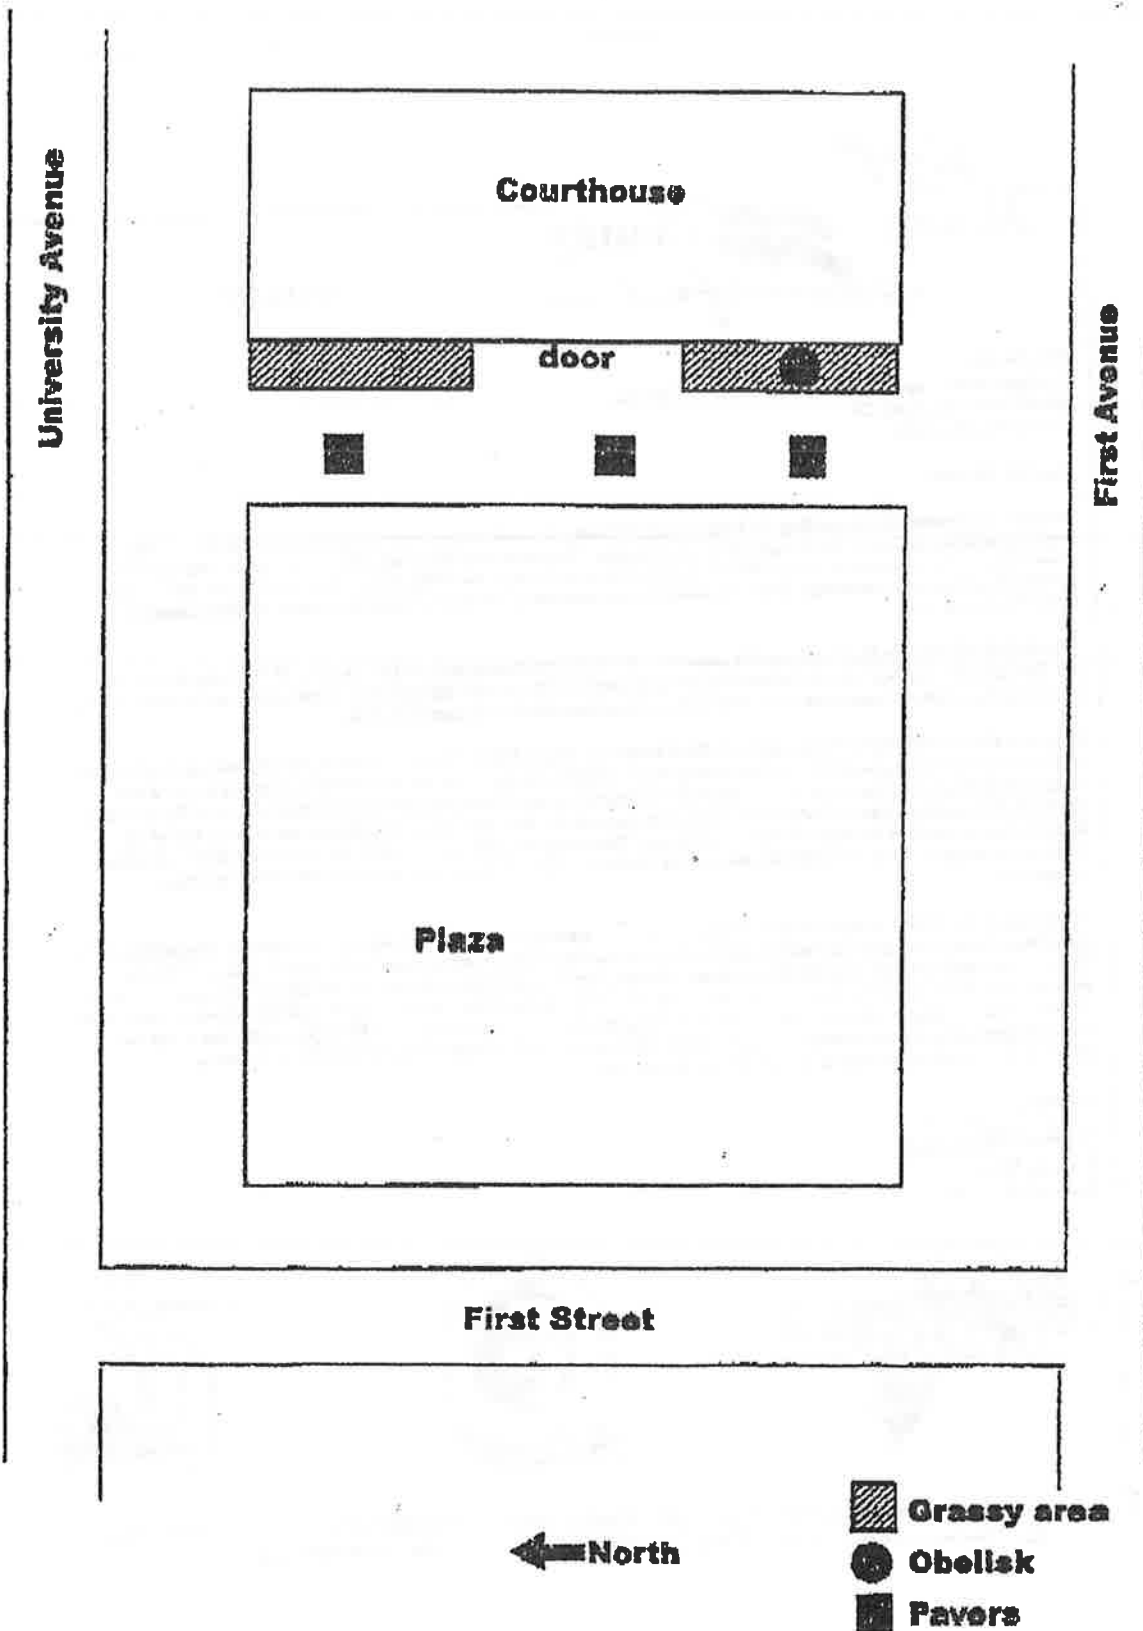 University Avenue
Courthouse
door
First Avenue
Plaza
First Street
North
Grassy area
Obelisk
Pavers